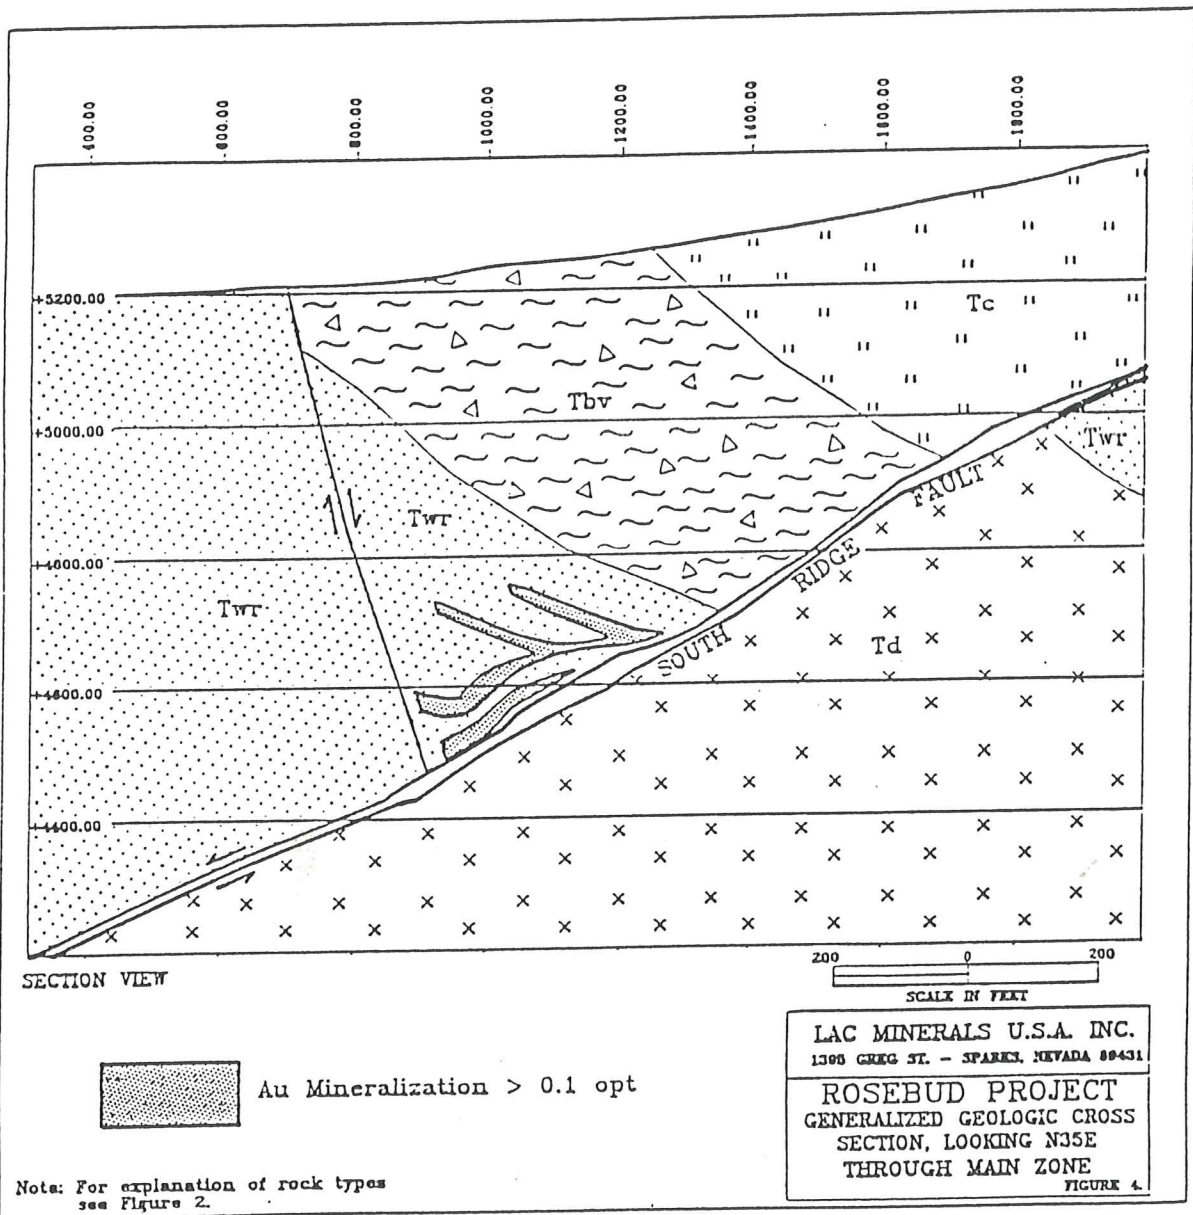 400.00
600.00
800.00
1000.00
1200.00
1400.00
1600.00
1800.00
+5200.00
Tc
Tbv
+5000.00
Twr
FAULT
Twr
+4800.00
RIDGE
Twr
SOUTH
Td
+4600.00
+4400.00
SECTION VIEW
200 0 200
SCALE IN FEET
LAC MINERALS U.S.A. INC.
1395 GREG ST. – SPARKS, NEVADA 89431
Au Mineralization > 0.1 opt
ROSEBUD PROJECT
GENERALIZED GEOLOGIC CROSS
SECTION, LOOKING N35E
THROUGH MAIN ZONE
FIGURE 4.
Note: For explanation of rock types
see Figure 2.